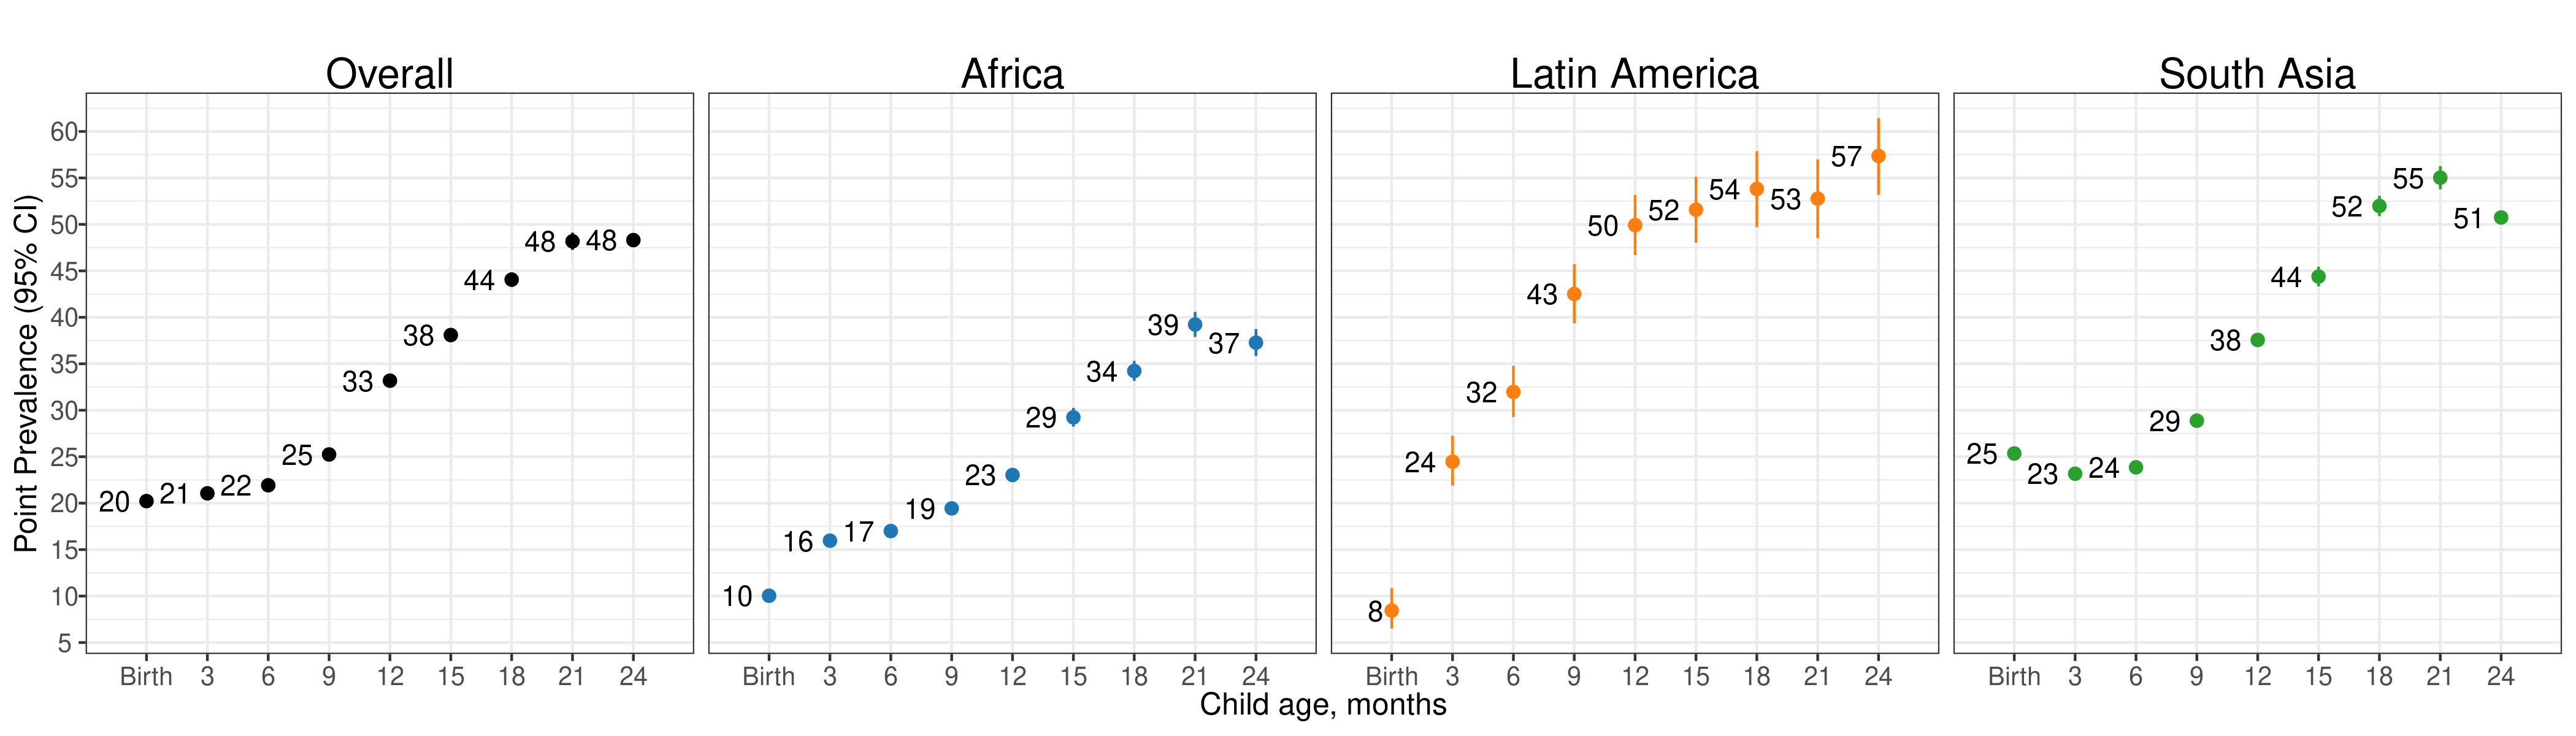 Overall
Africa
Latin America
South Asia
Point Prevalence (95% CI)
60
55
50
45
40
35
30
25
20
15
10
5
20 21 22 25 33 38 44 48 48
10 16 17 19 23 29 34 39 37
8 24 32 43 50 52 54 53 57
25 23 24 29 38 44 52 55 51
Birth 3 6 9 12 15 18 21 24
Birth 3 6 9 12 15 18 21 24
Birth 3 6 9 12 15 18 21 24
Birth 3 6 9 12 15 18 21 24
Child age, months